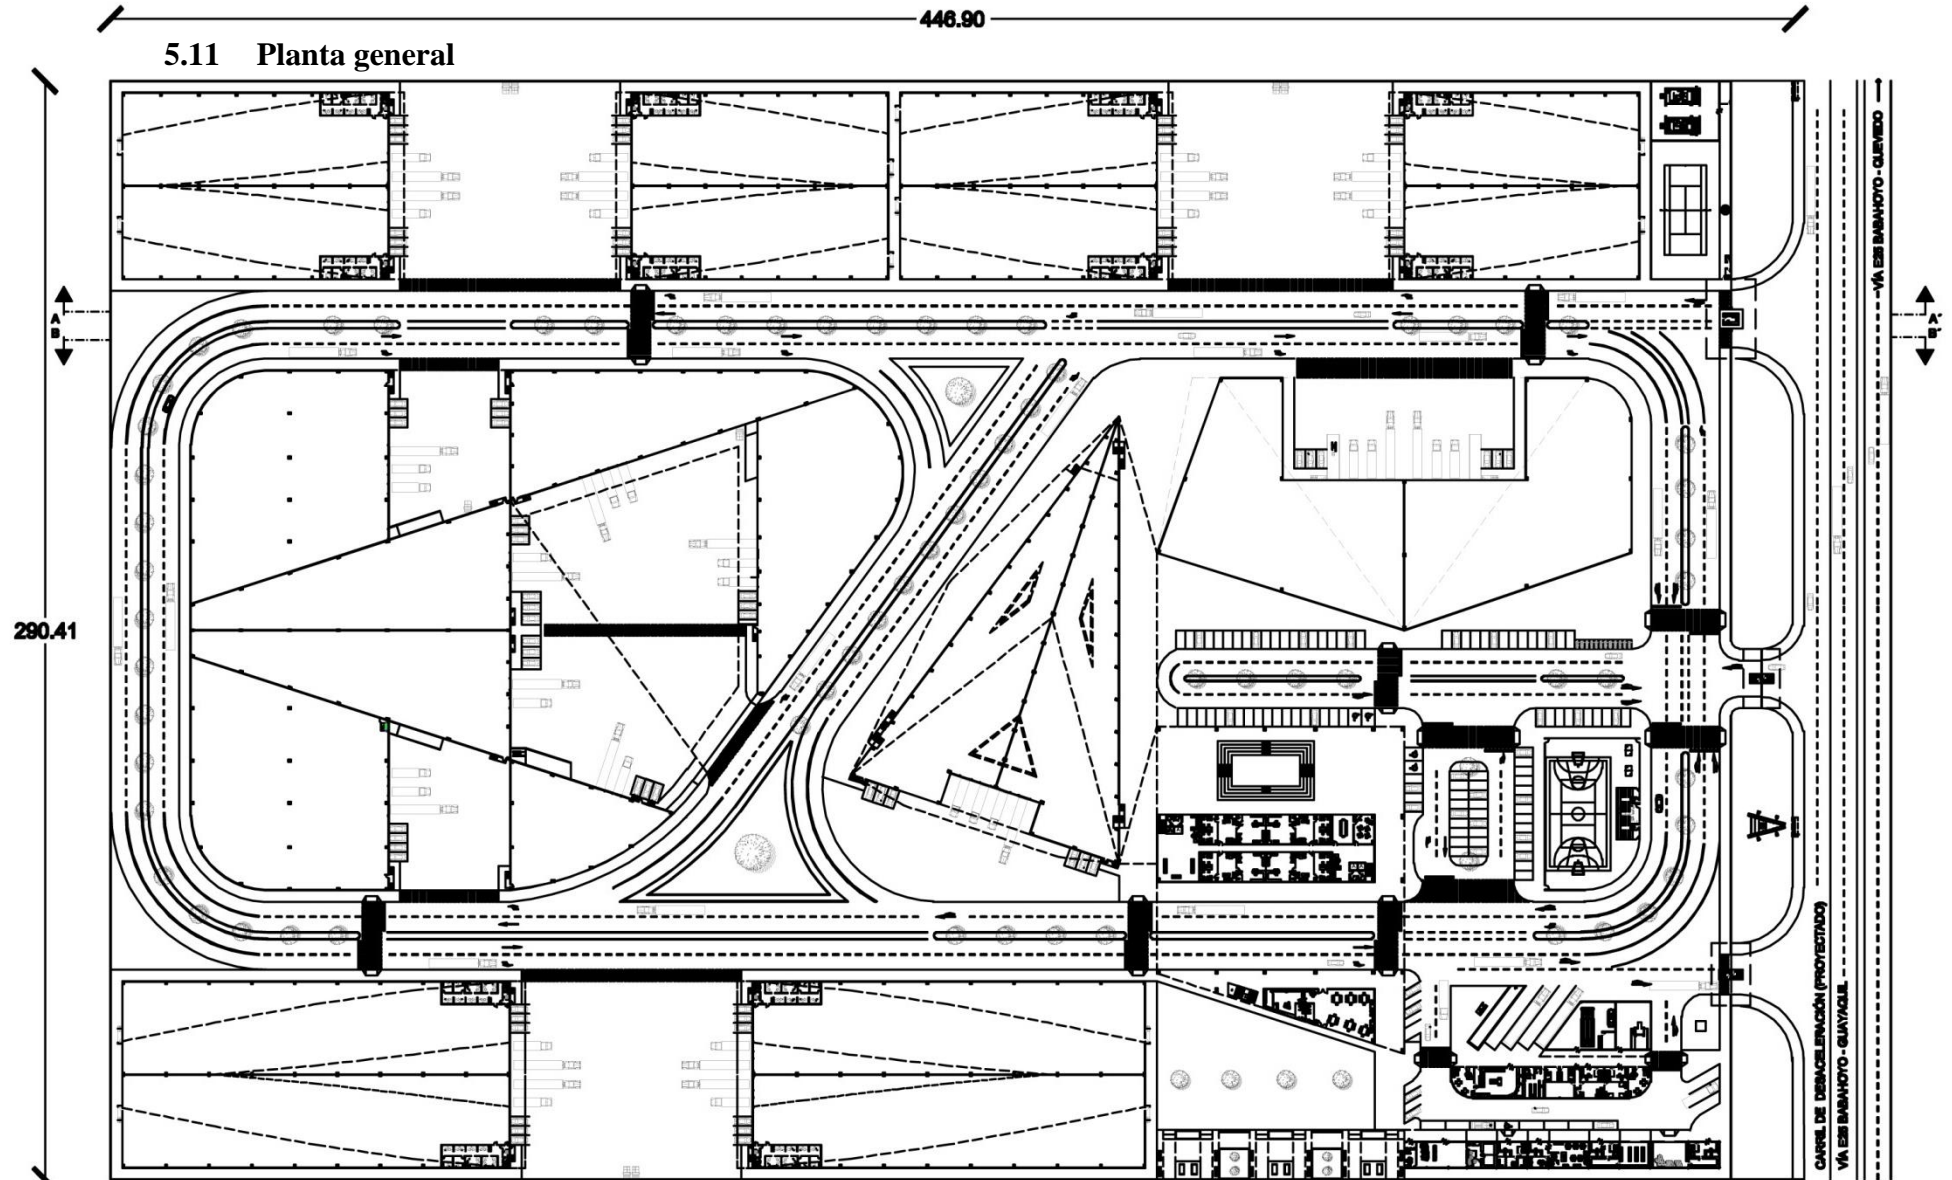 446.90
5.11 Planta general
VÍA E25 BABAHOYO - QUEVEDO
A
B
A'
B'
290.41
CARRIL DE DESACELERACIÓN (PROYECTADO)
VÍA E25 BABAHOYO - GUAYAQUIL